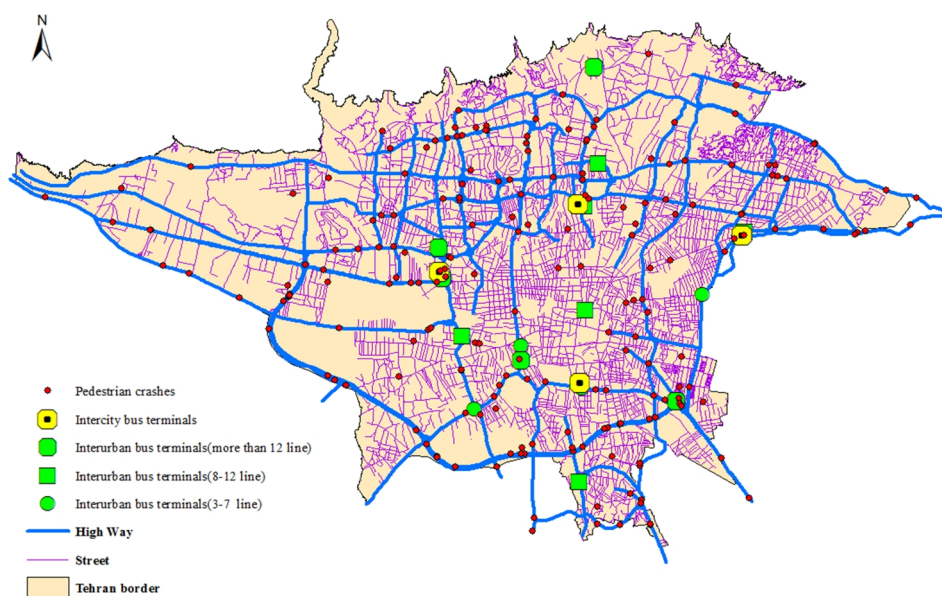 N
Pedestrian crashes
Intercity bus terminals
Interurban bus terminals(more than 12 line)
Interurban bus terminals(8-12 line)
Interurban bus terminals(3-7 line)
High Way
Street
Tehran border